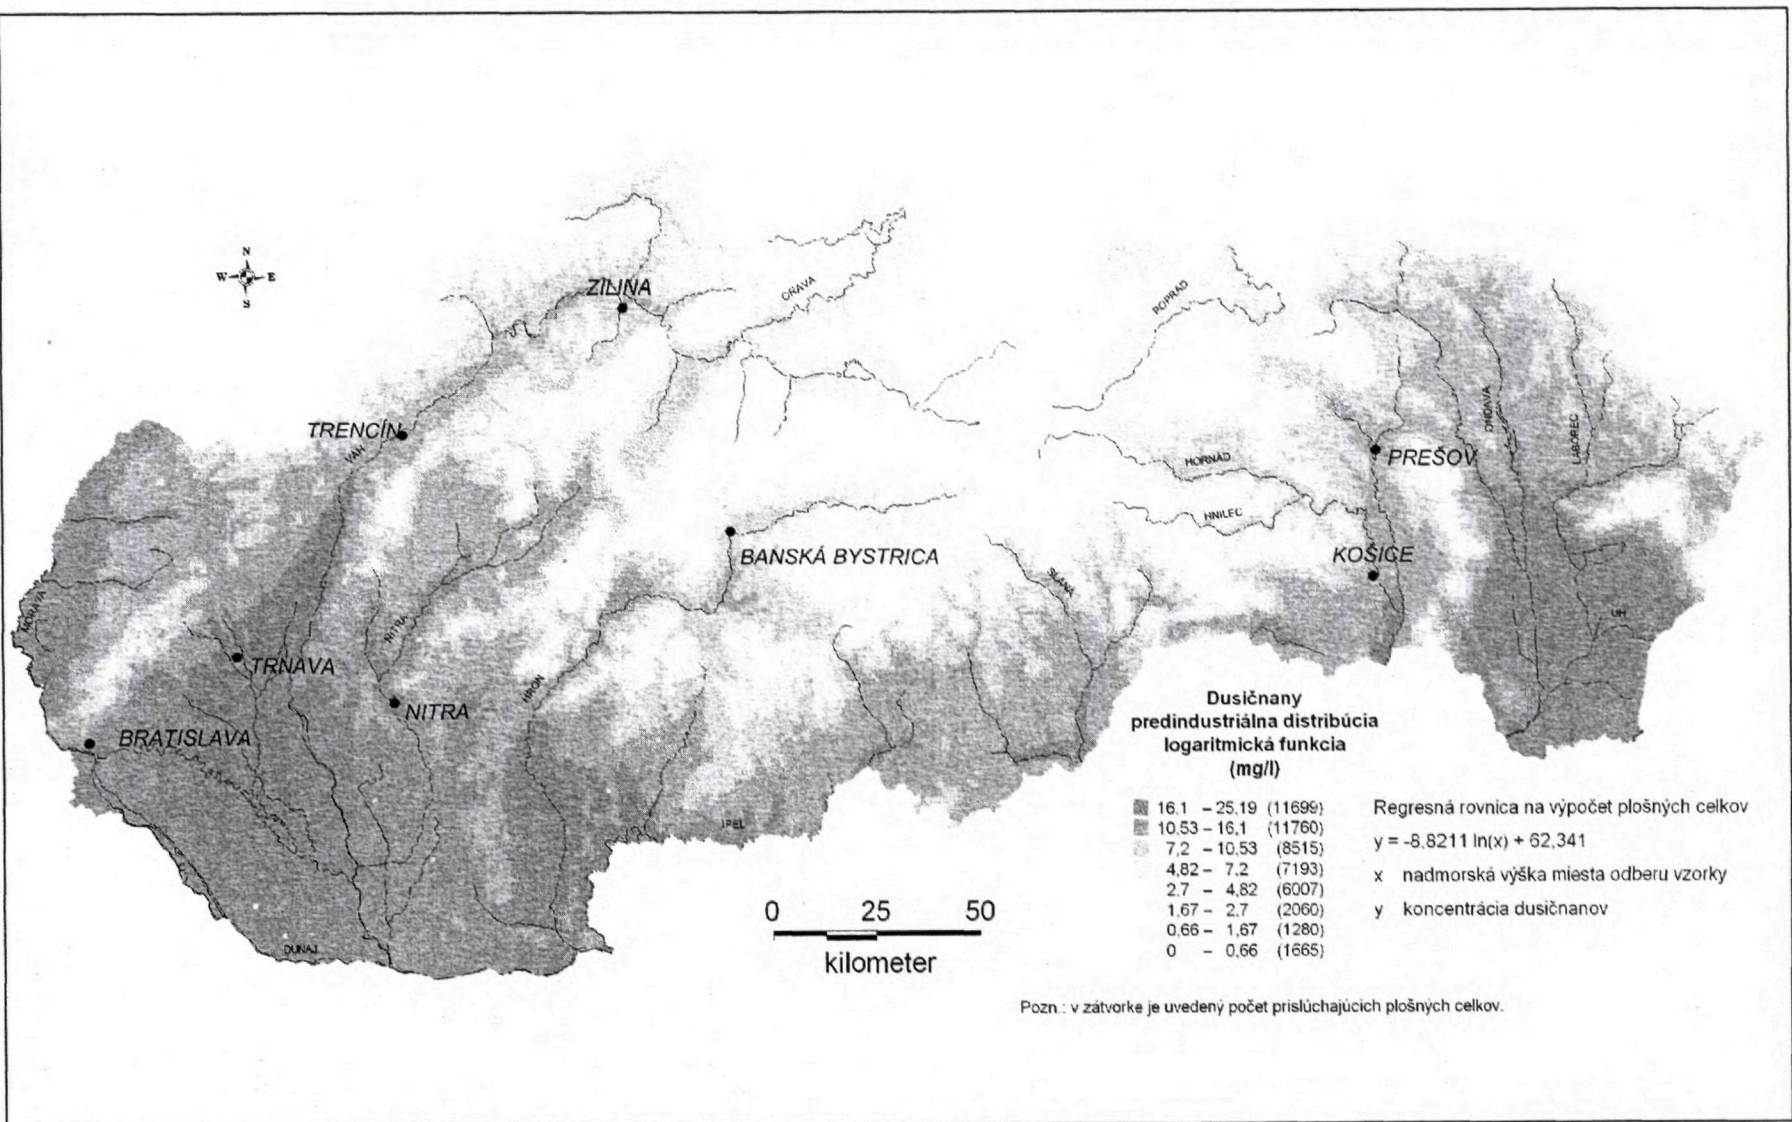 N
W E
S
ZILINA
ORAVA
POPRAD
TRENCÍN
VÁH
ONDAVA
LABOREC
PREŠOV
HORNÁD
HNILEC
BANSKÁ BYSTRICA
KOŠICE
SLANÁ
MORAVA
NITRA
UH
TRNAVA
HRON
NITRA
BRATISLAVA
IPEĽ
DUNAJ
Dusičnany
predindustriálna distribúcia
logaritmická funkcia
(mg/l)
16,1 – 25,19 (11699)
10,53 – 16,1 (11760)
7,2 – 10,53 (8515)
4,82 – 7,2 (7193)
2,7 – 4,82 (6007)
1,67 – 2,7 (2060)
0,66 – 1,67 (1280)
0 – 0,66 (1665)
Regresná rovnica na výpočet plošných celkov
y = -8,8211 ln(x) + 62,341
x nadmorská výška miesta odberu vzorky
y koncentrácia dusičnanov
0 25 50
kilometer
Pozn.: v zátvorke je uvedený počet prislúchajúcich plošných celkov.